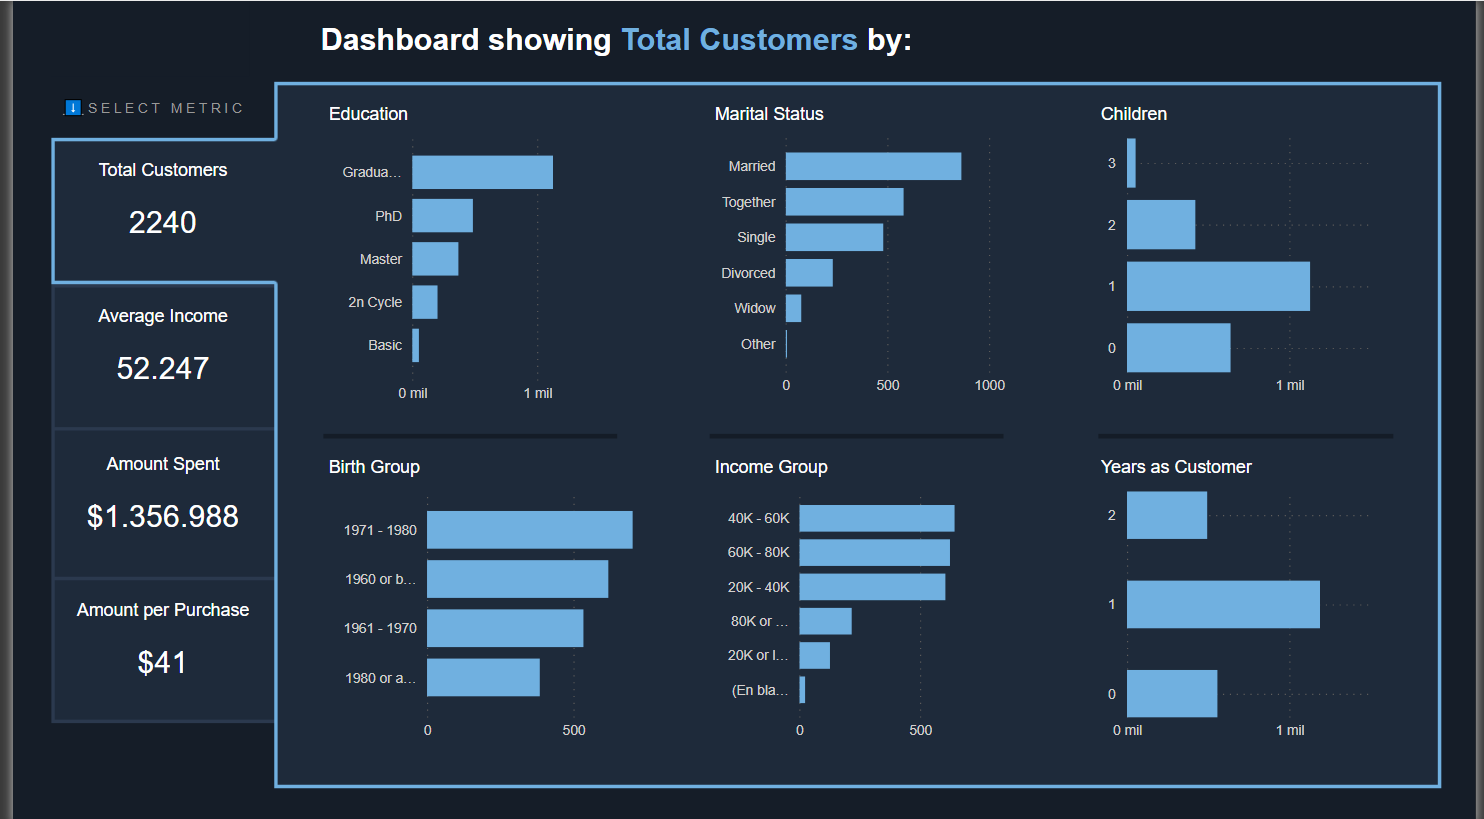 Dashboard showing Total Customers by:
SELECT METRIC
Total Customers
2240
Average Income
52.247
Amount Spent
$1.356.988
Amount per Purchase
$41
Education
Gradua...
PhD
Master
2n Cycle
Basic
0 mil 1 mil
Marital Status
Married
Together
Single
Divorced
Widow
Other
0 500 1000
Children
3
2
1
0
0 mil 1 mil
Birth Group
1971 - 1980
1960 or b...
1961 - 1970
1980 or a...
0 500
Income Group
40K - 60K
60K - 80K
20K - 40K
80K or ...
20K or l...
(En bla...
0 500
Years as Customer
2
1
0
0 mil 1 mil